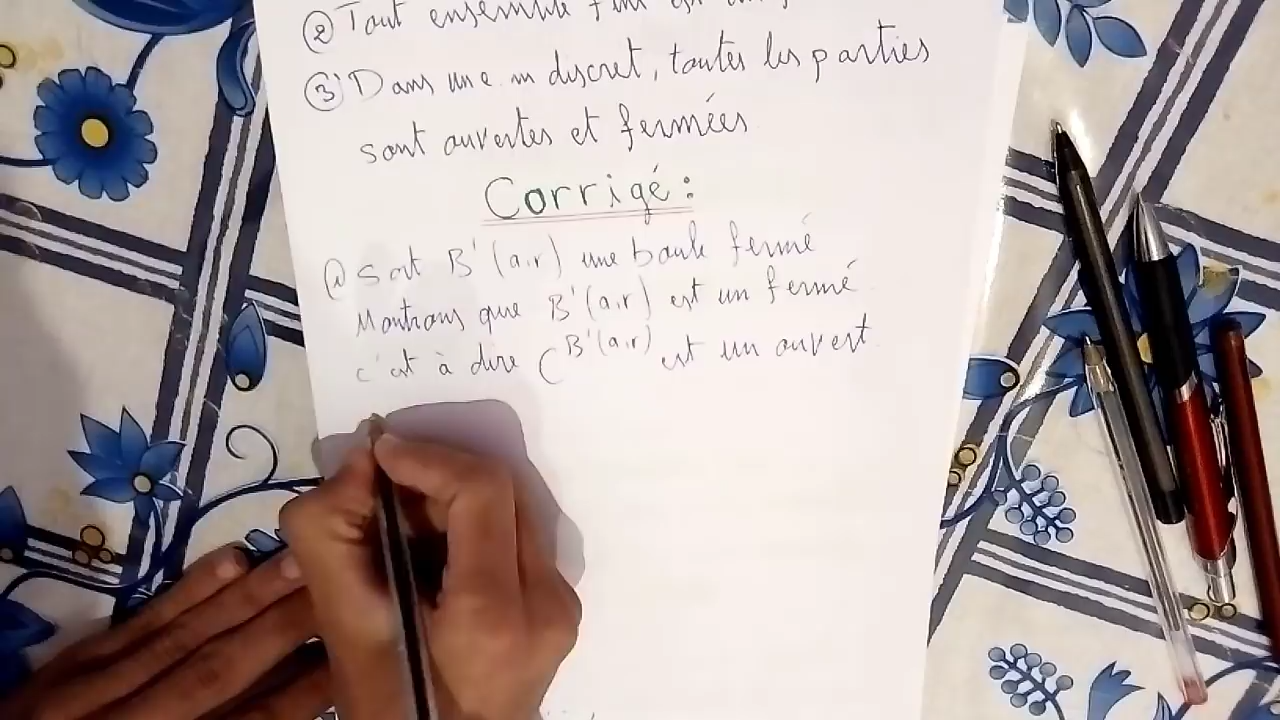 ② Tout ensemble fini est un
③ Dans un e.m discret, toutes les parties
sont ouvertes et fermées
Corrigé:
① Soit B'(a,r) une boule fermé
Montrons que B'(a,r) est un fermé
c'est à dire C^B'(a,r) est un ouvert